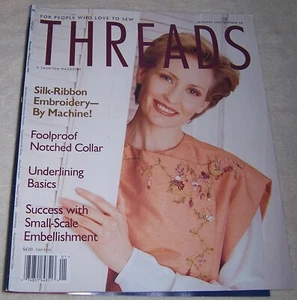 FOR PEOPLE WHO LOVE TO SEW
THREADS
A TAUNTON MAGAZINE
Silk-Ribbon
Embroidery—
By Machine!
Foolproof
Notched Collar
Underlining
Basics
Success with
Small-Scale
Embellishment